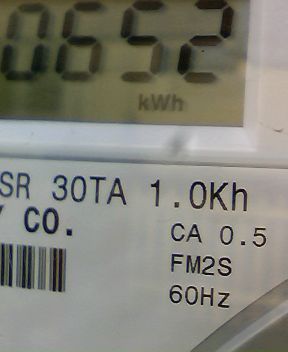 0652
kWh
SR 30TA 1.0Kh
Y CO.
CA 0.5
FM2S
60Hz